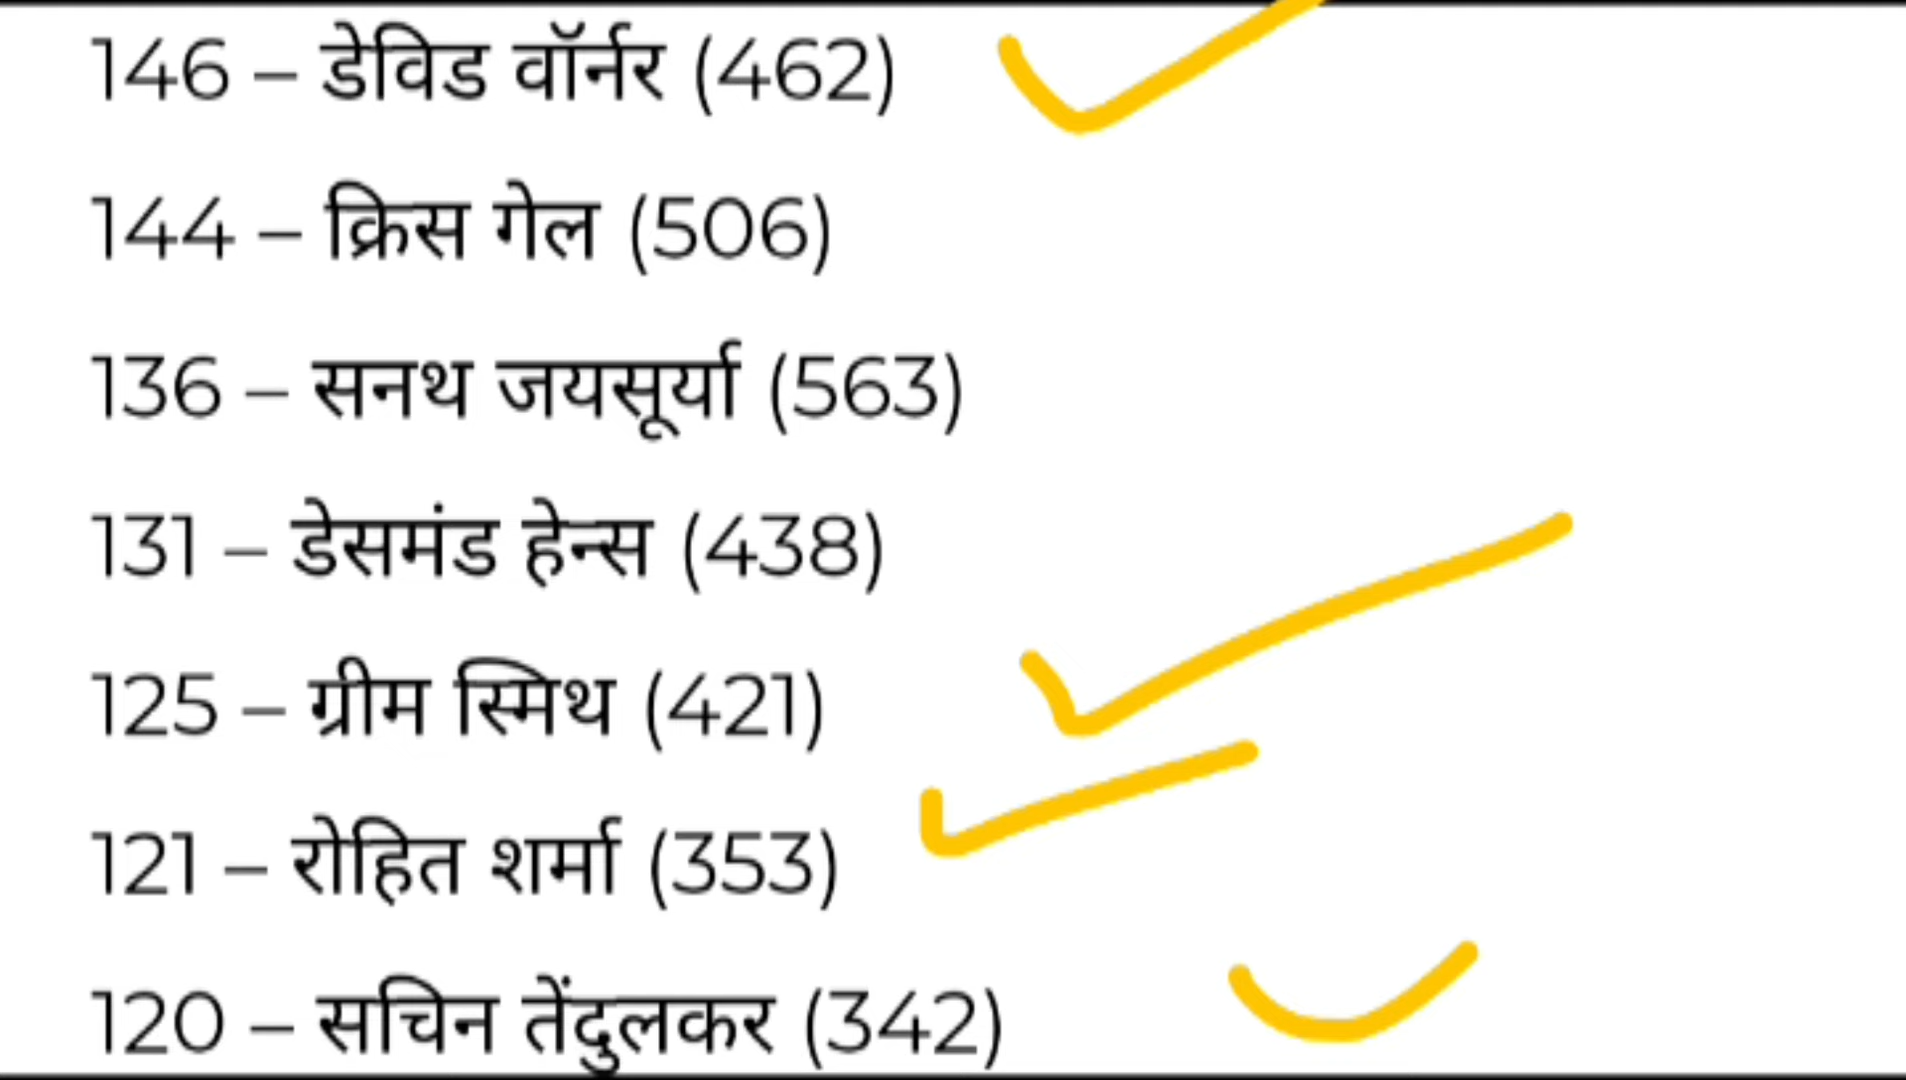 146 – डेविड वॉर्नर (462)
144 – क्रिस गेल (506)
136 – सनथ जयसूर्या (563)
131 – डेसमंड हेन्स (438)
125 – ग्रीम स्मिथ (421)
121 – रोहित शर्मा (353)
120 – सचिन तेंदुलकर (342)